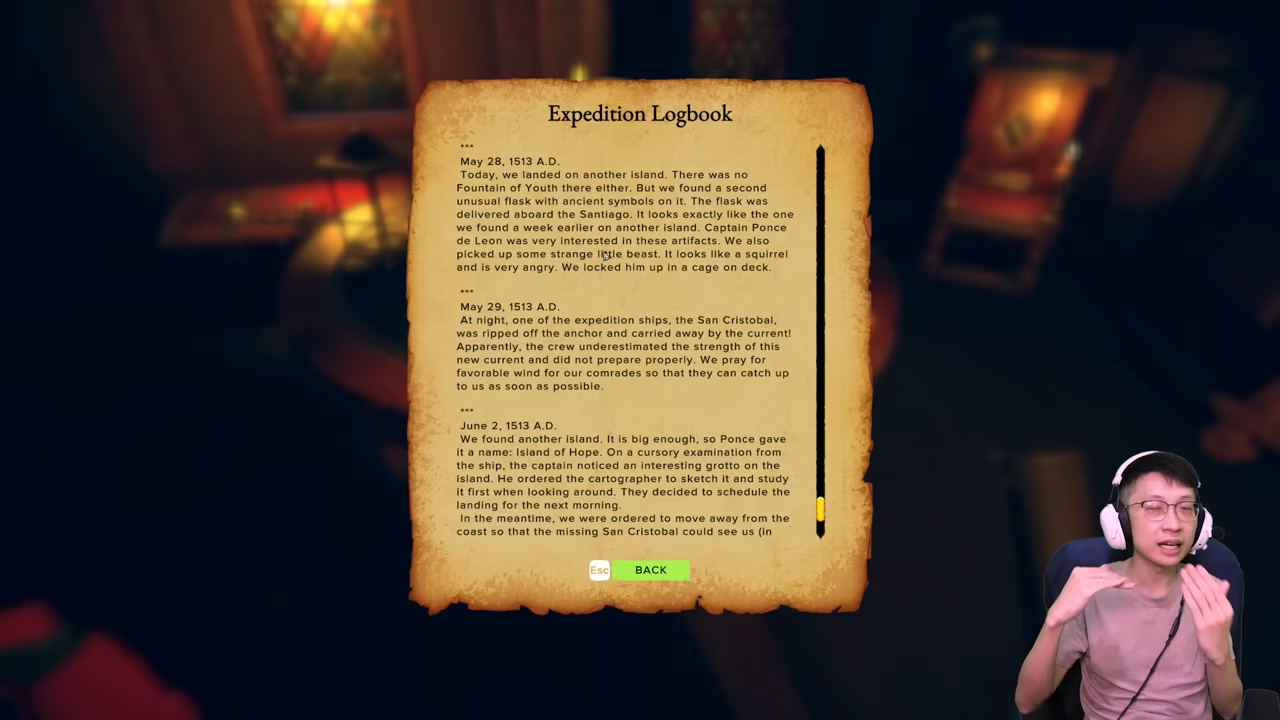 Expedition Logbook
***
May 28, 1513 A.D.
Today, we landed on another island. There was no
Fountain of Youth there either. But we found a second
unusual flask with ancient symbols on it. The flask was
delivered aboard the Santiago. It looks exactly like the one
we found a week earlier on another island. Captain Ponce
de Leon was very interested in these artifacts. We also
picked up some strange little beast. It looks like a squirrel
and is very angry. We locked him up in a cage on deck.
***
May 29, 1513 A.D.
At night, one of the expedition ships, the San Cristobal,
was ripped off the anchor and carried away by the current!
Apparently, the crew underestimated the strength of this
new current and did not prepare properly. We pray for
favorable wind for our comrades so that they can catch up
to us as soon as possible.
***
June 2, 1513 A.D.
We found another island. It is big enough, so Ponce gave
it a name: Island of Hope. On a cursory examination from
the ship, the captain noticed an interesting grotto on the
island. He ordered the cartographer to sketch it and study
it first when looking around. They decided to schedule the
landing for the next morning.
In the meantime, we were ordered to move away from the
coast so that the missing San Cristobal could see us (in
Esc BACK